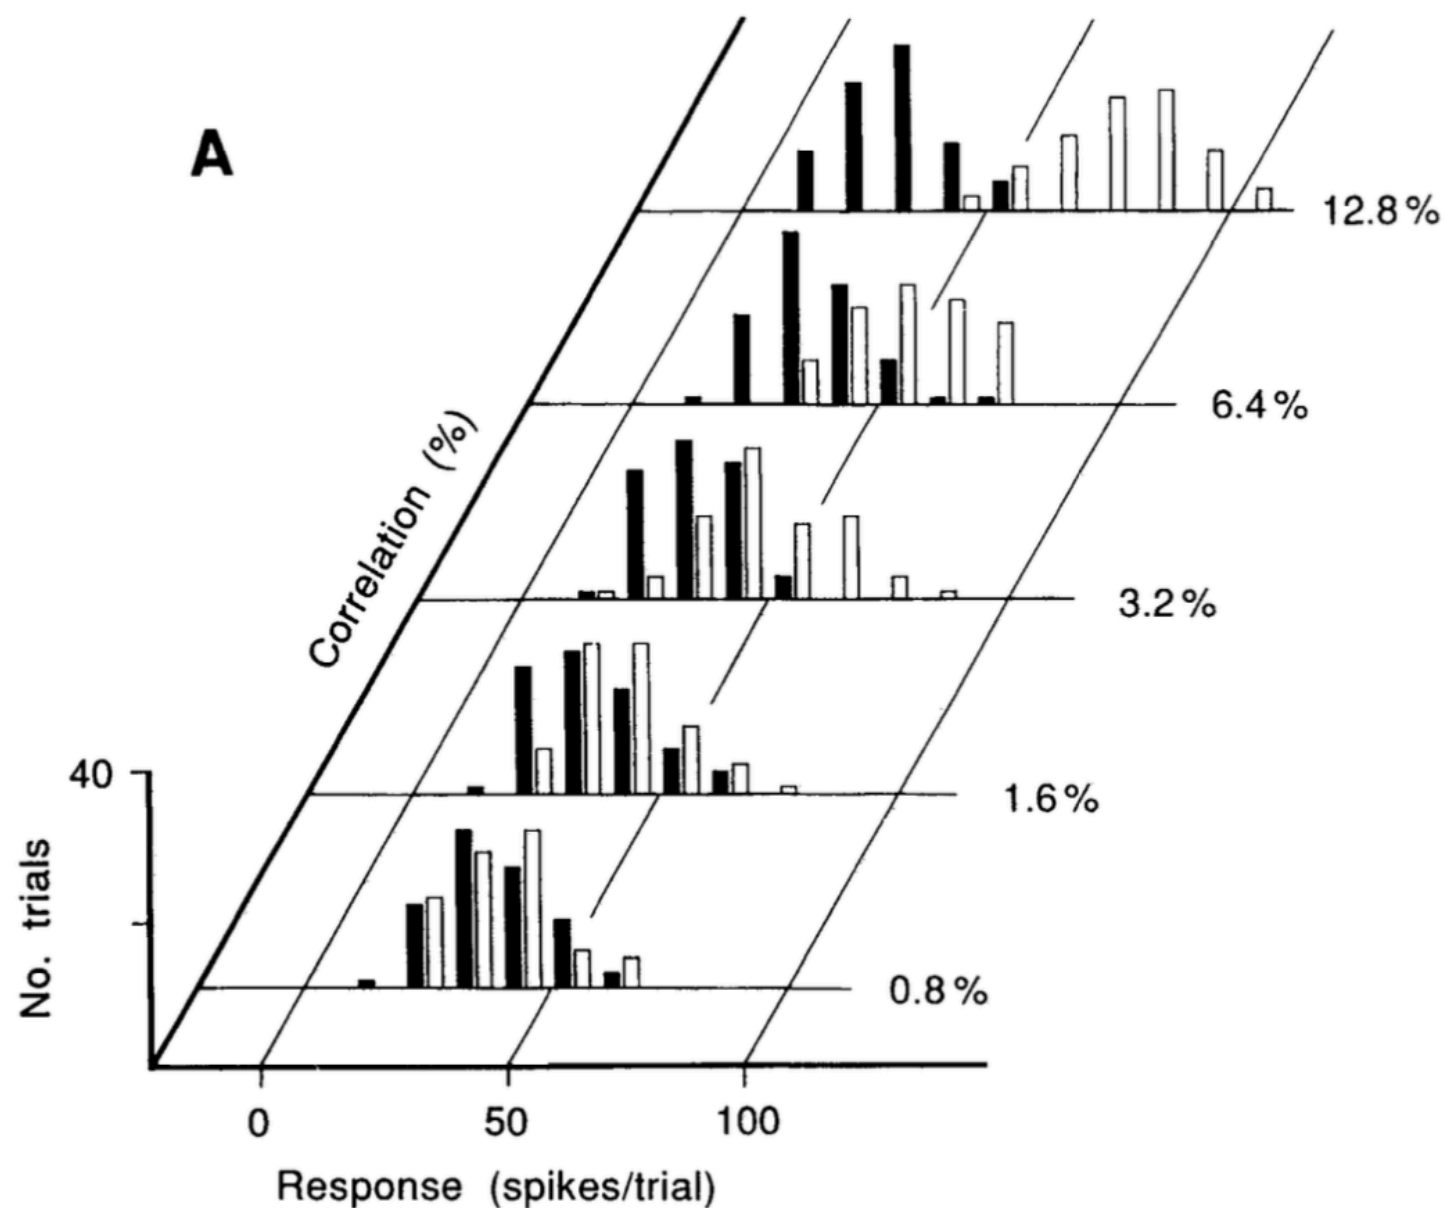 A
12.8%
6.4%
Correlation (%)
3.2%
40
1.6%
No. trials
0.8%
0 50 100
Response (spikes/trial)